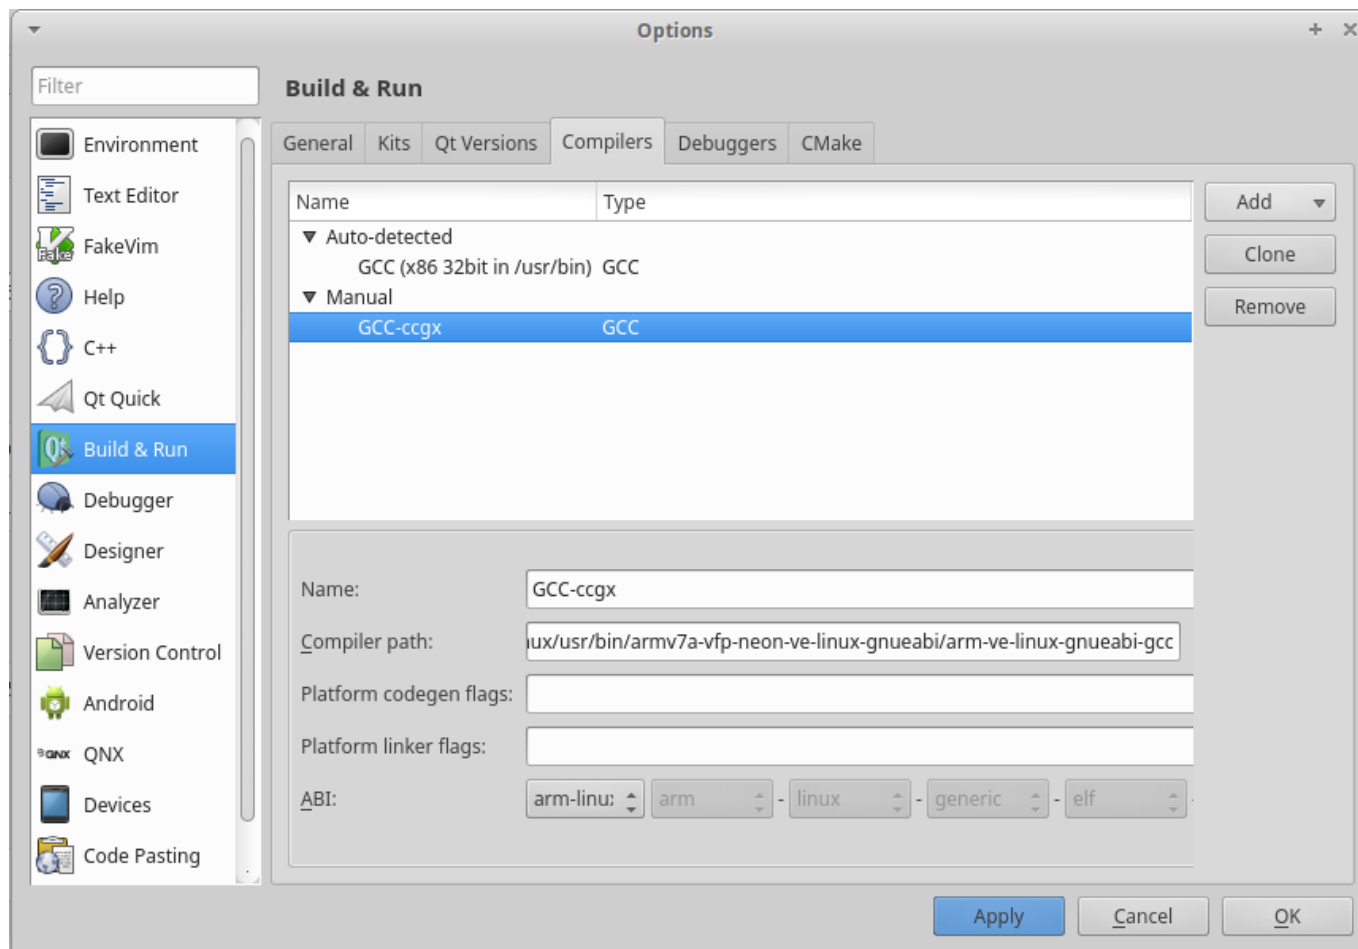 Options
Filter
Build & Run
Environment
Text Editor
FakeVim
Help
C++
Qt Quick
Build & Run
Debugger
Designer
Analyzer
Version Control
Android
QNX
Devices
Code Pasting
General Kits Qt Versions Compilers Debuggers CMake
Name Type
Auto-detected
GCC (x86 32bit in /usr/bin) GCC
Manual
GCC-ccgx GCC
Add
Clone
Remove
Name: GCC-ccgx
Compiler path: ux/usr/bin/armv7a-vfp-neon-ve-linux-gnueabi/arm-ve-linux-gnueabi-gcc
Platform codegen flags:
Platform linker flags:
ABI: arm-linu arm - linux - generic - elf
Apply Cancel OK